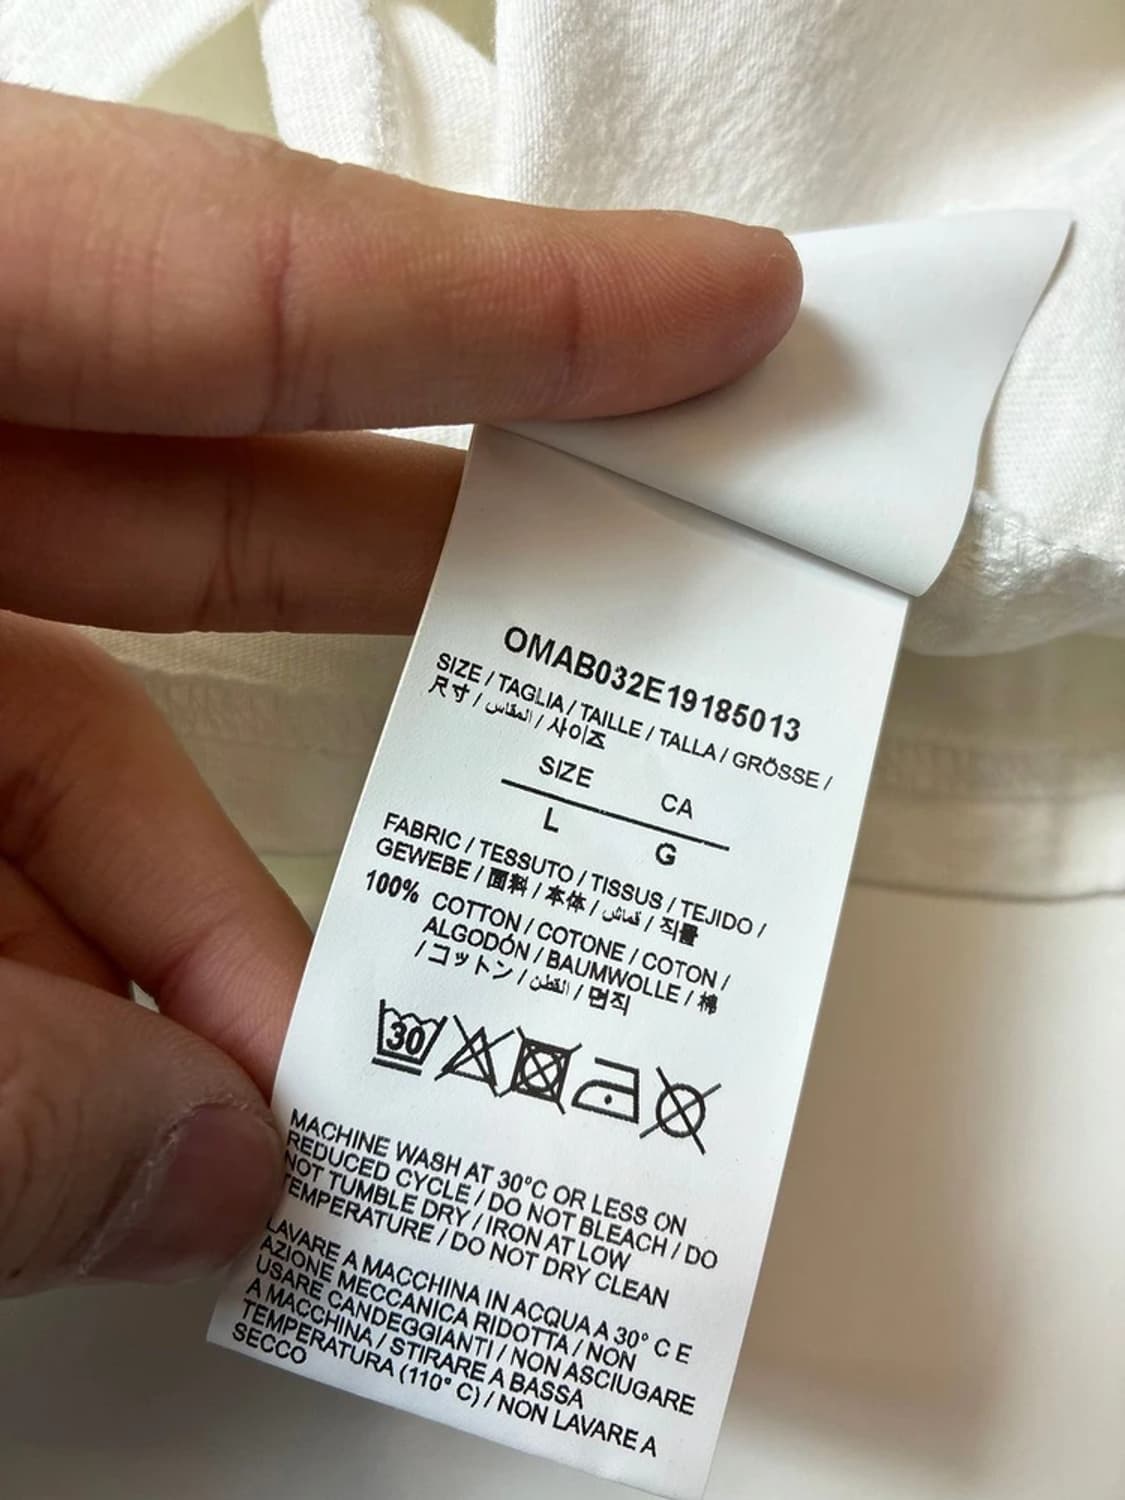 OMAB032E19185013
SIZE / TAGLIA / TAILLE / TALLA / GRÖSSE /
尺寸 / المقاس / 사이즈
SIZE CA
L G
FABRIC / TESSUTO / TISSUS / TEJIDO /
GEWEBE / 面料 / 本体 / قماش / 직물
100% COTTON / COTONE / COTON /
ALGODÓN / BAUMWOLLE / 棉
/ コットン / القطن / 면직
30
MACHINE WASH AT 30°C OR LESS ON
REDUCED CYCLE / DO NOT BLEACH / DO
NOT TUMBLE DRY / IRON AT LOW
TEMPERATURE / DO NOT DRY CLEAN
LAVARE A MACCHINA IN ACQUA A 30° C E
AZIONE MECCANICA RIDOTTA / NON
USARE CANDEGGIANTI / NON ASCIUGARE
A MACCHINA / STIRARE A BASSA
TEMPERATURA (110° C) / NON LAVARE A
SECCO